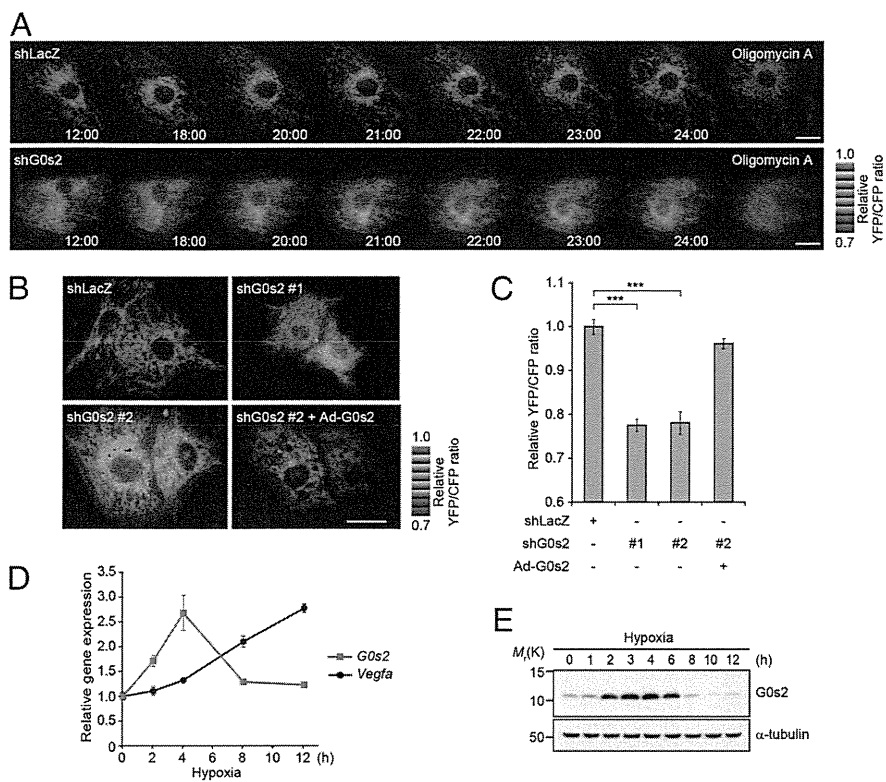 A
shLacZ
Oligomycin A
12:00 18:00 20:00 21:00 22:00 23:00 24:00
shG0s2
Oligomycin A
12:00 18:00 20:00 21:00 22:00 23:00 24:00
1.0
0.7
Relative
YFP/CFP ratio
B
shLacZ
shG0s2 #1
shG0s2 #2
shG0s2 #2 + Ad-G0s2
1.0
0.7
Relative
YFP/CFP ratio
C
Relative YFP/CFP ratio
1.1
1.0
0.9
0.8
0.7
0.6
***
***
shLacZ + - - -
shG0s2 - #1 #2 #2
Ad-G0s2 - - - +
D
Relative gene expression
3.5
3.0
2.5
2.0
1.5
1.0
0
0 2 4 6 8 10 12 (h)
Hypoxia
G0s2
Vegfa
E
Hypoxia
Mr(K) 0 1 2 3 4 6 8 10 12 (h)
15
10
G0s2
50
α-tubulin